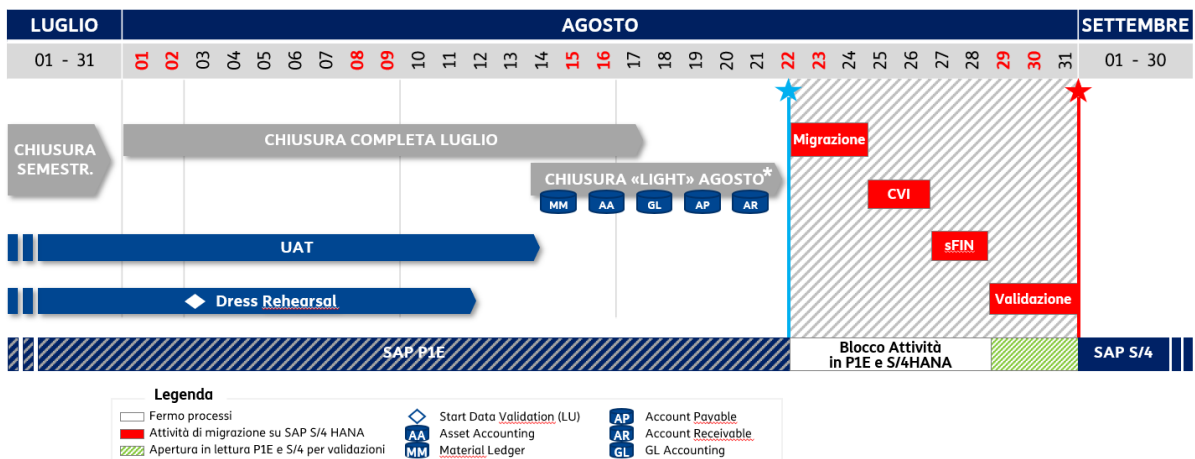 LUGLIO AGOSTO SETTEMBRE
01 - 31 01 02 03 04 05 06 07 08 09 10 11 12 13 14 15 16 17 18 19 20 21 22 23 24 25 26 27 28 29 30 31 01 - 30
CHIUSURA
SEMESTR.
CHIUSURA COMPLETA LUGLIO
Migrazione
CHIUSURA «LIGHT» AGOSTO*
MM AA GL AP AR
CVI
UAT
sFIN
Dress Rehearsal
Validazione
SAP P1E
Blocco Attività
in P1E e S/4HANA
SAP S/4
Legenda
Fermo processi
Attività di migrazione su SAP S/4 HANA
Apertura in lettura P1E e S/4 per validazioni
Start Data Validation (LU)
AA Asset Accounting
MM Material Ledger
AP Account Payable
AR Account Receivable
GL GL Accounting